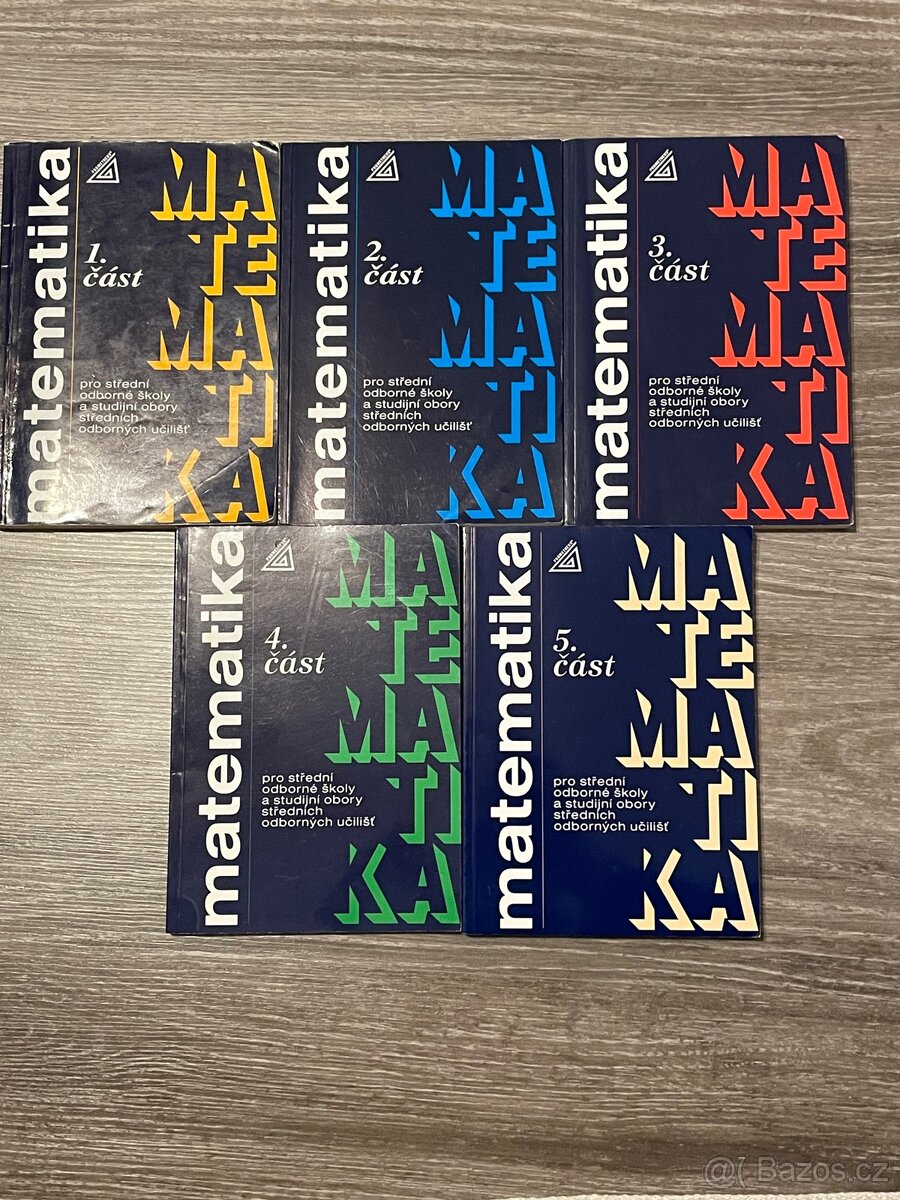 matematika
1.
část
pro střední
odborné školy
a studijní obory
středních
odborných učilišť
MA
TE
MA
TI
KA
matematika
2.
část
pro střední
odborné školy
a studijní obory
středních
odborných učilišť
MA
TE
MA
TI
KA
matematika
3.
část
pro střední
odborné školy
a studijní obory
středních
odborných učilišť
MA
TE
MA
TI
KA
matematika
4.
část
pro střední
odborné školy
a studijní obory
středních
odborných učilišť
MA
TE
MA
TI
KA
matematika
5.
část
pro střední
odborné školy
a studijní obory
středních
odborných učilišť
MA
TE
MA
TI
KA
@( Bazos.cz